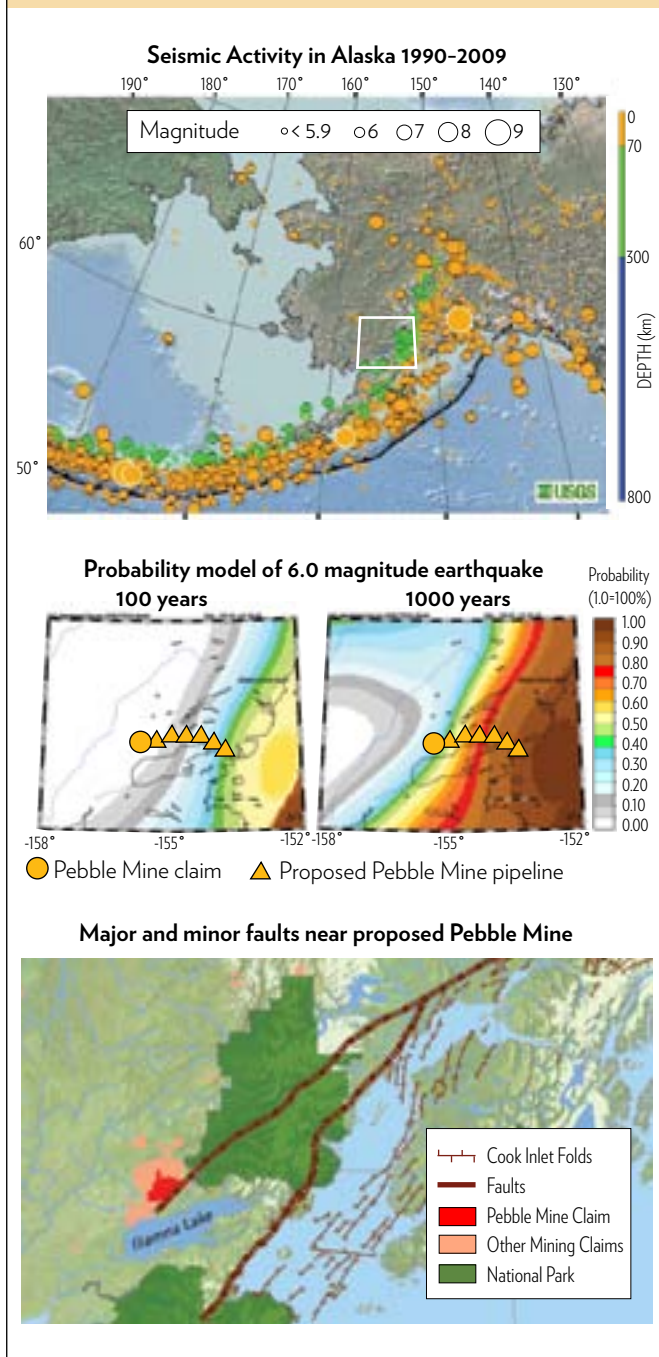 Seismic Activity in Alaska 1990–2009
190° 180° 170° 160° 150° 140° 130°
Magnitude < 5.9 6 7 8 9
0
70
60°
300
DEPTH (km)
50°
USGS
800
Probability model of 6.0 magnitude earthquake
100 years 1000 years
Probability
(1.0=100%)
1.00
0.90
0.80
0.70
0.60
0.50
0.40
0.30
0.20
0.10
0.00
-158° -155° -152° -158° -155° -152°
Pebble Mine claim Proposed Pebble Mine pipeline
Major and minor faults near proposed Pebble Mine
Iliamna Lake
Cook Inlet Folds
Faults
Pebble Mine Claim
Other Mining Claims
National Park